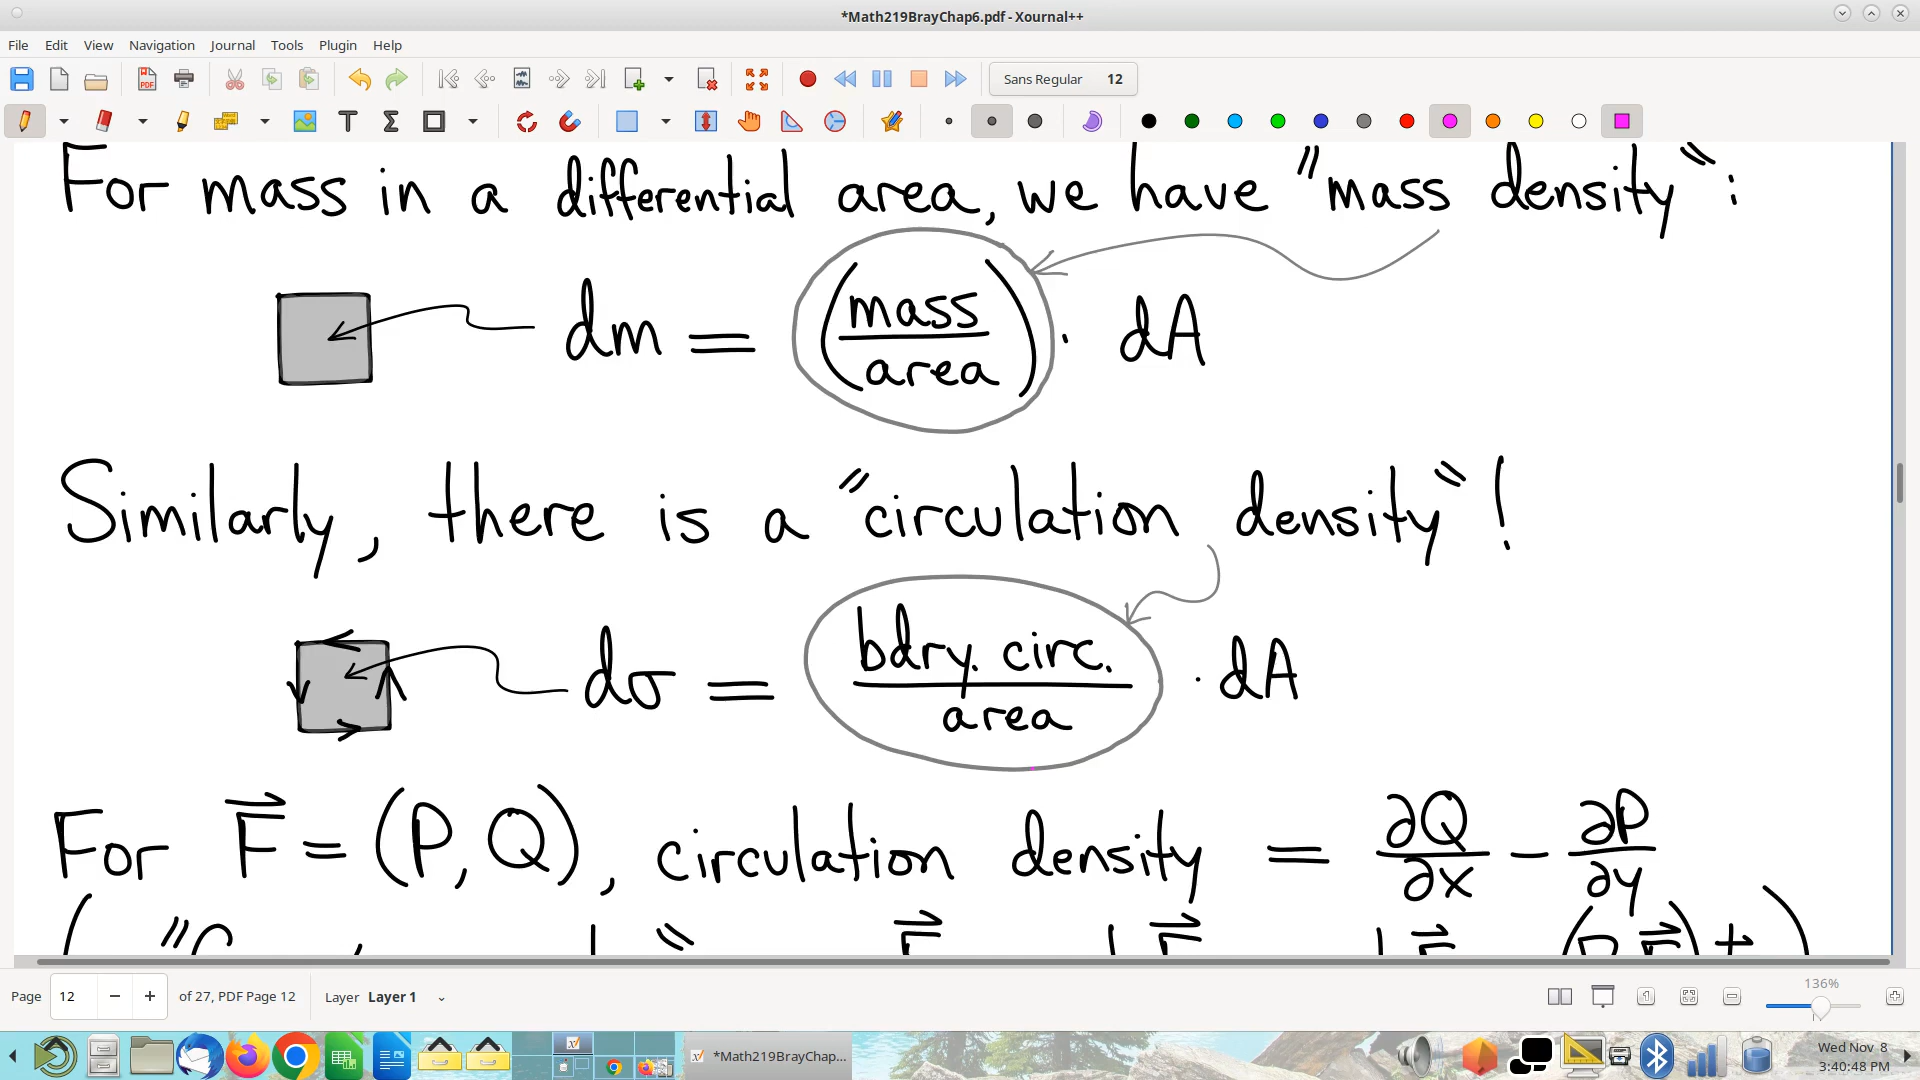 *Math219BrayChap6.pdf - Xournal++
File Edit View Navigation Journal Tools Plugin Help
Sans Regular 12
For mass in a differential area, we have "mass density":
dm = (mass/area) · dA
Similarly, there is a "circulation density"!
dσ = bdry. circ./area · dA
For F⃗ = (P, Q), circulation density = ∂Q/∂x − ∂P/∂y
Page 12 of 27, PDF Page 12 Layer Layer 1
136%
*Math219BrayChap...
Wed Nov 8
3:40:48 PM